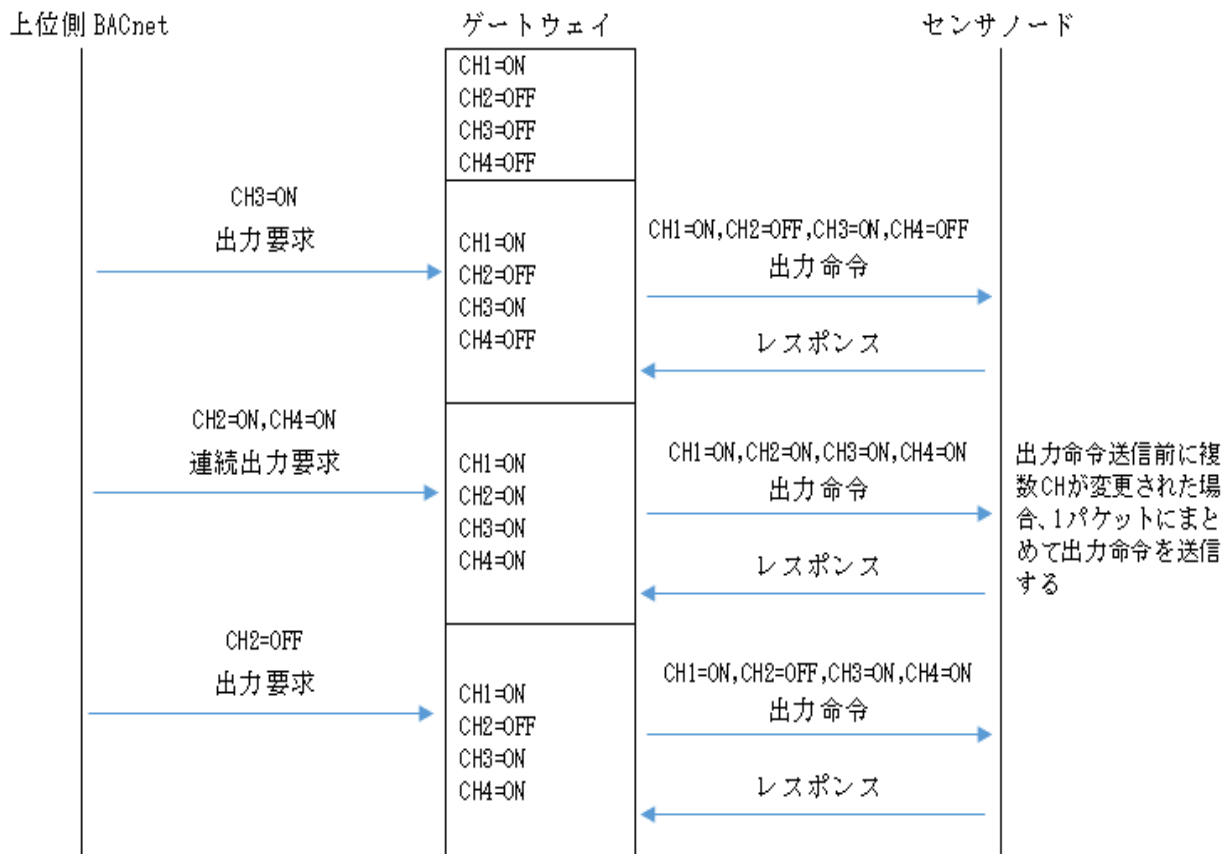 上位側BACnet
ゲートウェイ
センサノード
CH1=ON
CH2=OFF
CH3=OFF
CH4=OFF
CH3=ON
出力要求
CH1=ON
CH2=OFF
CH3=ON
CH4=OFF
CH1=ON,CH2=OFF,CH3=ON,CH4=OFF
出力命令
レスポンス
CH2=ON,CH4=ON
連続出力要求
CH1=ON
CH2=ON
CH3=ON
CH4=ON
CH1=ON,CH2=ON,CH3=ON,CH4=ON
出力命令
レスポンス
出力命令送信前に複
数CHが変更された場
合、1パケットにまと
めて出力命令を送信
する
CH2=OFF
出力要求
CH1=ON
CH2=OFF
CH3=ON
CH4=ON
CH1=ON,CH2=OFF,CH3=ON,CH4=ON
出力命令
レスポンス